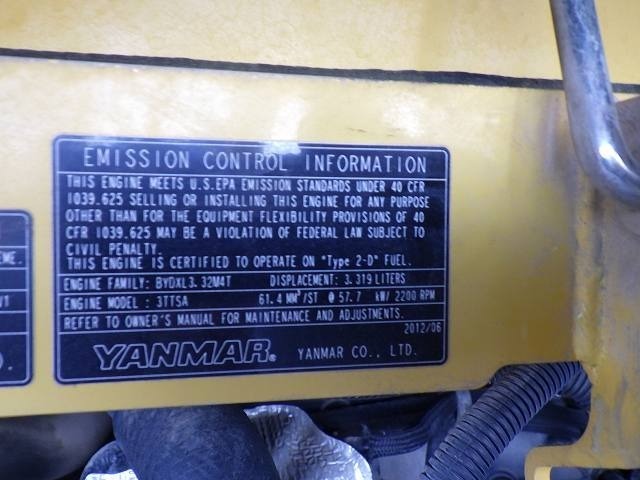 EMISSION CONTROL INFORMATION
THIS ENGINE MEETS U.S.EPA EMISSION STANDARDS UNDER 40 CFR
1039.625 SELLING OR INSTALLING THIS ENGINE FOR ANY PURPOSE
OTHER THAN FOR THE EQUIPMENT FLEXIBILITY PROVISIONS OF 40
CFR 1039.625 MAY BE A VIOLATION OF FEDERAL LAW SUBJECT TO
CIVIL PENALTY.
THIS ENGINE IS CERTIFIED TO OPERATE ON "Type 2-D" FUEL.
ENGINE FAMILY: BYDXL3.32M4T DISPLACEMENT: 3.319 LITERS
ENGINE MODEL : 3TTSA 61.4 MM³/ST @ 57.7 kW/ 2200 RPM
REFER TO OWNER'S MANUAL FOR MAINTENANCE AND ADJUSTMENTS.
2012/06
YANMAR® YANMAR CO., LTD.